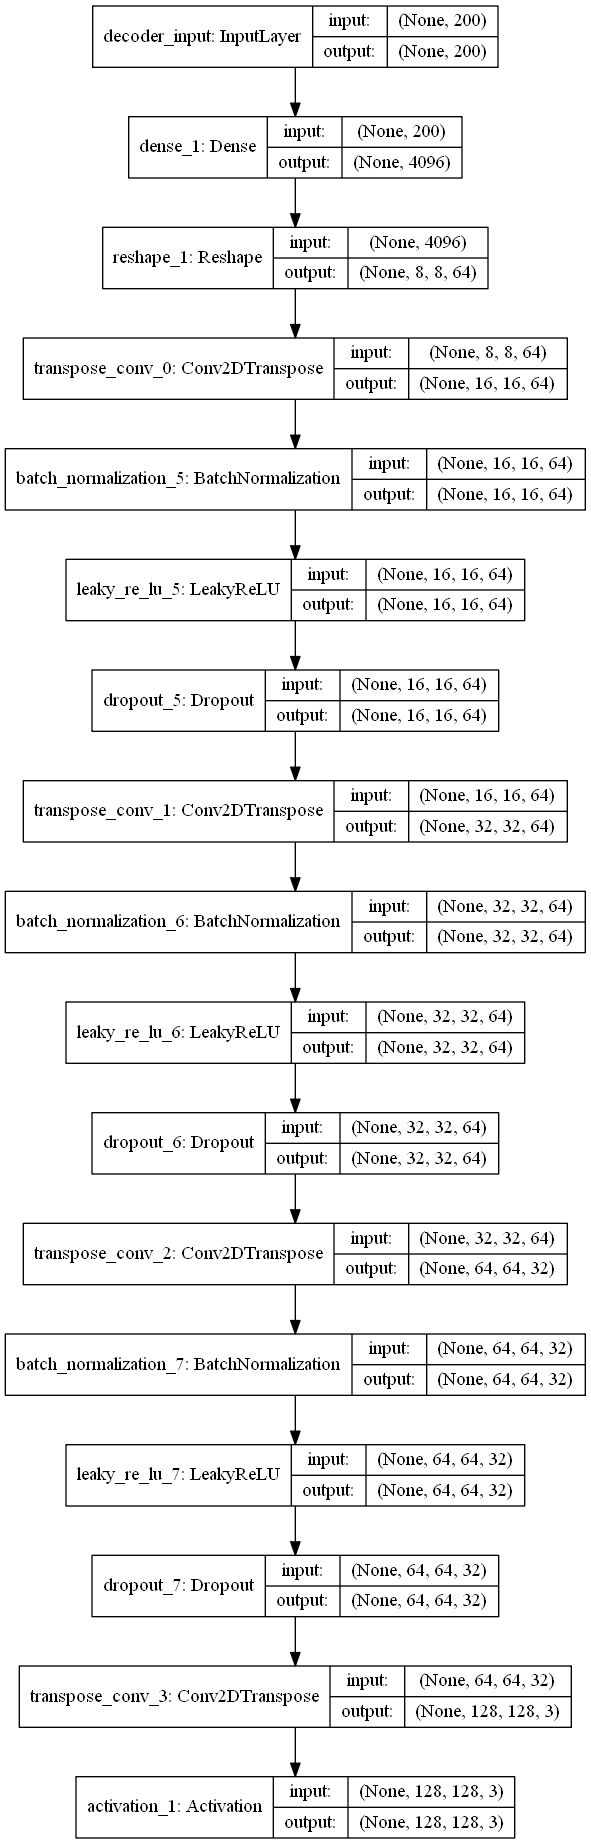 decoder_input: InputLayer
input: (None, 200)
output: (None, 200)
dense_1: Dense
input: (None, 200)
output: (None, 4096)
reshape_1: Reshape
input: (None, 4096)
output: (None, 8, 8, 64)
transpose_conv_0: Conv2DTranspose
input: (None, 8, 8, 64)
output: (None, 16, 16, 64)
batch_normalization_5: BatchNormalization
input: (None, 16, 16, 64)
output: (None, 16, 16, 64)
leaky_re_lu_5: LeakyReLU
input: (None, 16, 16, 64)
output: (None, 16, 16, 64)
dropout_5: Dropout
input: (None, 16, 16, 64)
output: (None, 16, 16, 64)
transpose_conv_1: Conv2DTranspose
input: (None, 16, 16, 64)
output: (None, 32, 32, 64)
batch_normalization_6: BatchNormalization
input: (None, 32, 32, 64)
output: (None, 32, 32, 64)
leaky_re_lu_6: LeakyReLU
input: (None, 32, 32, 64)
output: (None, 32, 32, 64)
dropout_6: Dropout
input: (None, 32, 32, 64)
output: (None, 32, 32, 64)
transpose_conv_2: Conv2DTranspose
input: (None, 32, 32, 64)
output: (None, 64, 64, 32)
batch_normalization_7: BatchNormalization
input: (None, 64, 64, 32)
output: (None, 64, 64, 32)
leaky_re_lu_7: LeakyReLU
input: (None, 64, 64, 32)
output: (None, 64, 64, 32)
dropout_7: Dropout
input: (None, 64, 64, 32)
output: (None, 64, 64, 32)
transpose_conv_3: Conv2DTranspose
input: (None, 64, 64, 32)
output: (None, 128, 128, 3)
activation_1: Activation
input: (None, 128, 128, 3)
output: (None, 128, 128, 3)